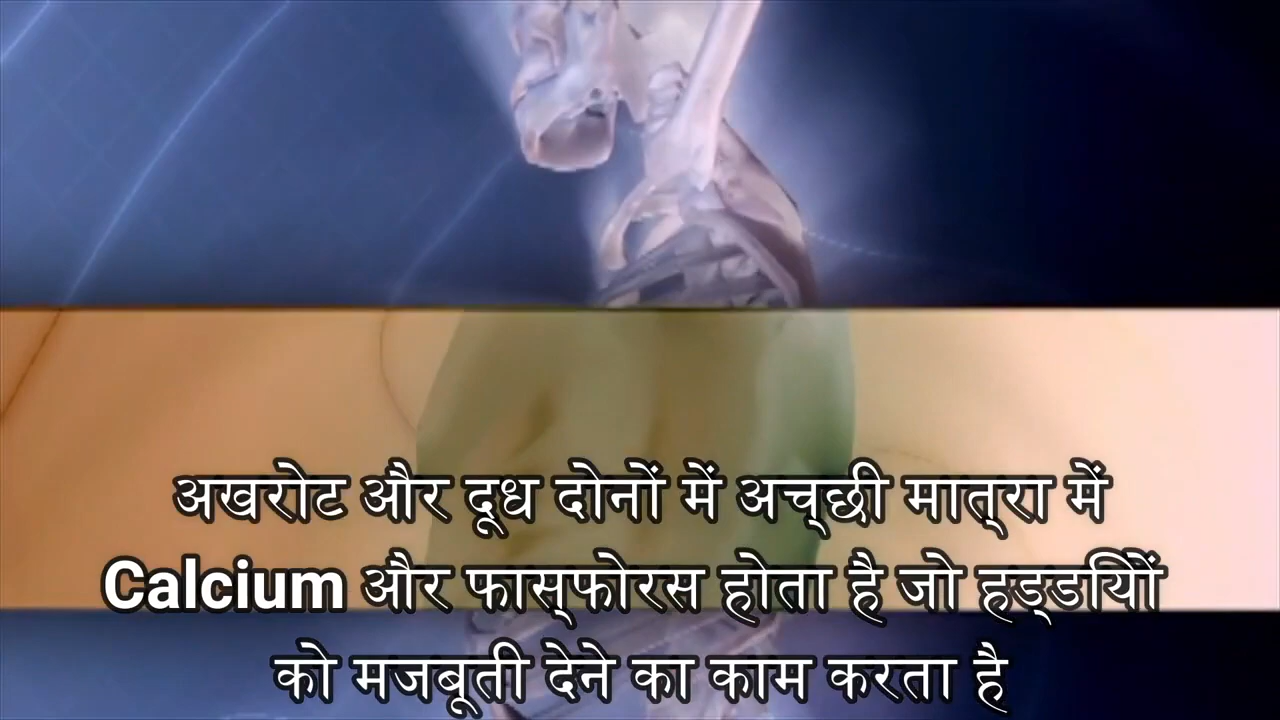 अखरोट और दूध दोनों में अच्छी मात्रा में
Calcium और फास्फोरस होता है जो हड्डियों
को मजबूती देने का काम करता है